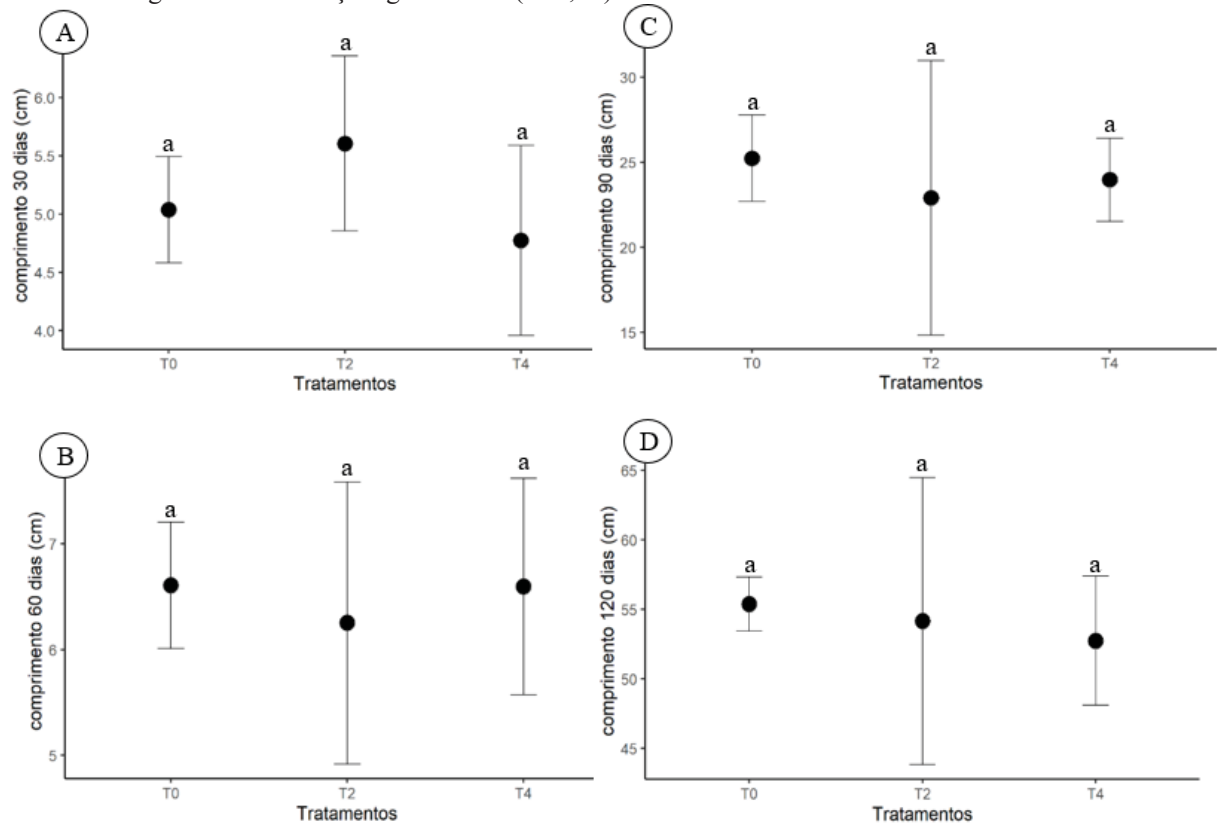 A
a
a
a
comprimento 30 dias (cm)
6.0
5.5
5.0
4.5
4.0
T0 T2 T4
Tratamentos
C
a
a
a
comprimento 90 dias (cm)
30
25
20
15
T0 T2 T4
Tratamentos
B
a
a
a
comprimento 60 dias (cm)
7
6
5
T0 T2 T4
Tratamentos
D
a
a
a
comprimento 120 dias (cm)
65
60
55
50
45
T0 T2 T4
Tratamentos